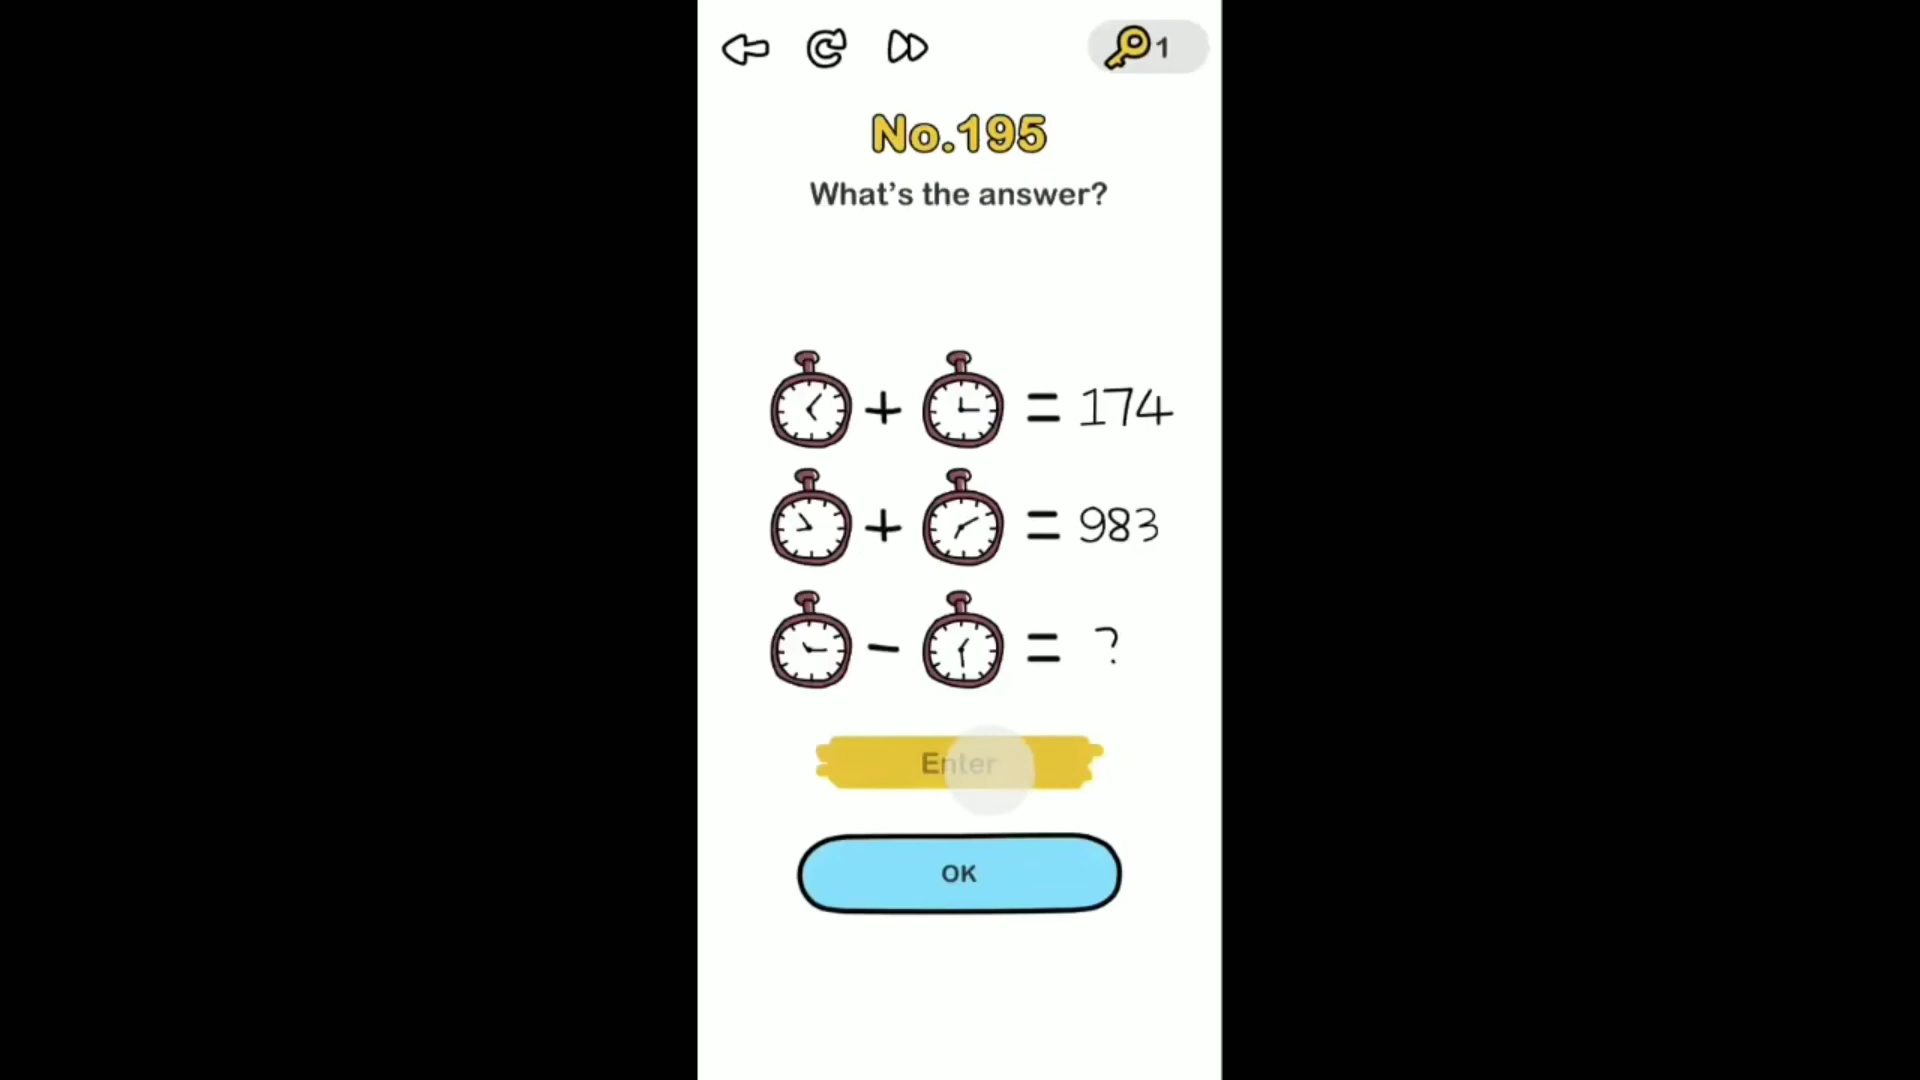 1
No.195
What's the answer?
+ = 174
+ = 983
- = ?
Enter
OK